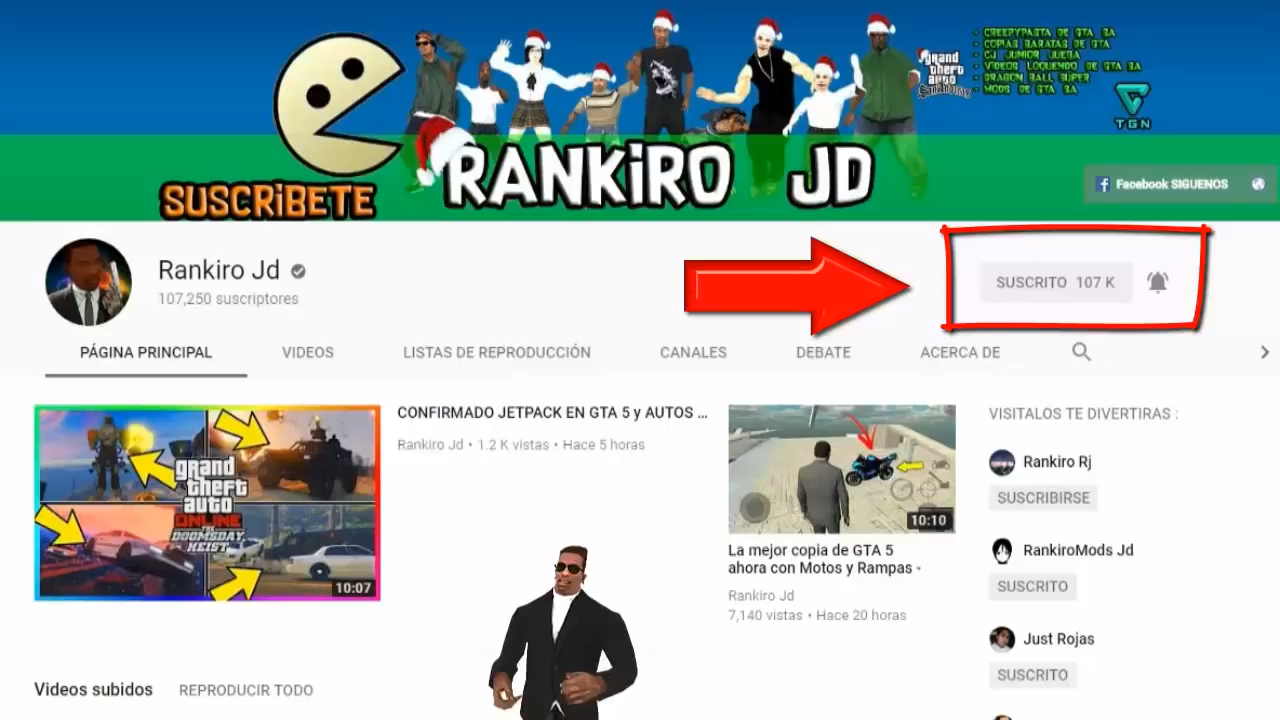 CREEPYPASTA DE GTA SA
COPIAS BARATAS DE GTA
CJ JUNIOR JUEGA
VIDEOS LOQUENDO DE GTA SA
DRAGON BALL SUPER
MODS DE GTA SA
grand
theft
auto
SanAndreas
TGN
SUSCRiBETE
RANKiRO JD
Facebook SIGUENOS
Rankiro Jd
107,250 suscriptores
SUSCRITO 107 K
PÁGINA PRINCIPAL
VIDEOS
LISTAS DE REPRODUCCIÓN
CANALES
DEBATE
ACERCA DE
grand
theft
auto
ONLINE
THE
DOOMSDAY
HEIST
10:07
CONFIRMADO JETPACK EN GTA 5 y AUTOS ...
Rankiro Jd • 1.2 K vistas • Hace 5 horas
10:10
La mejor copia de GTA 5
ahora con Motos y Rampas -
Rankiro Jd
7,140 vistas • Hace 20 horas
VISITALOS TE DIVERTIRAS :
Rankiro Rj
SUSCRIBIRSE
RankiroMods Jd
SUSCRITO
Just Rojas
SUSCRITO
Videos subidos
REPRODUCIR TODO